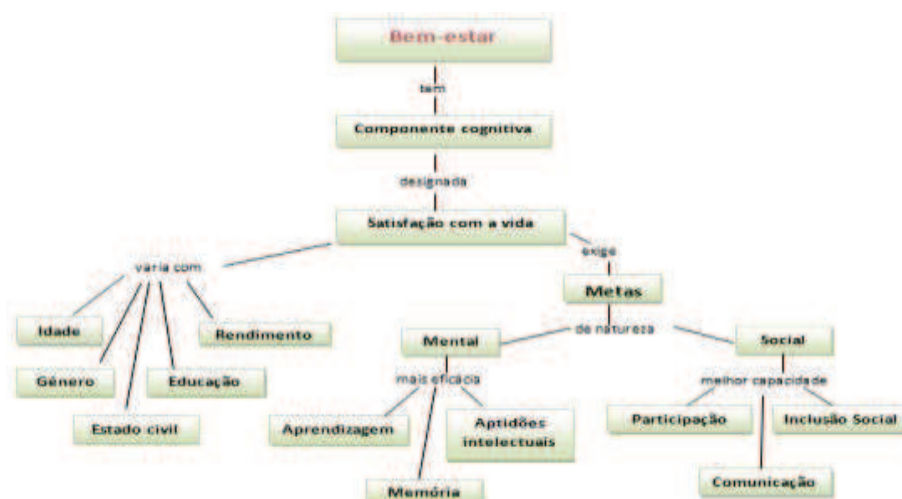 Bem-estar
tem
Componente cognitiva
designada
Satisfação com a vida
varia com
exige
Metas
Idade
Rendimento
de natureza
Mental
Social
Género
Educação
mais eficácia
melhor capacidade
Estado civil
Aprendizagem
Aptidões
intelectuais
Participação
Inclusão Social
Memória
Comunicação